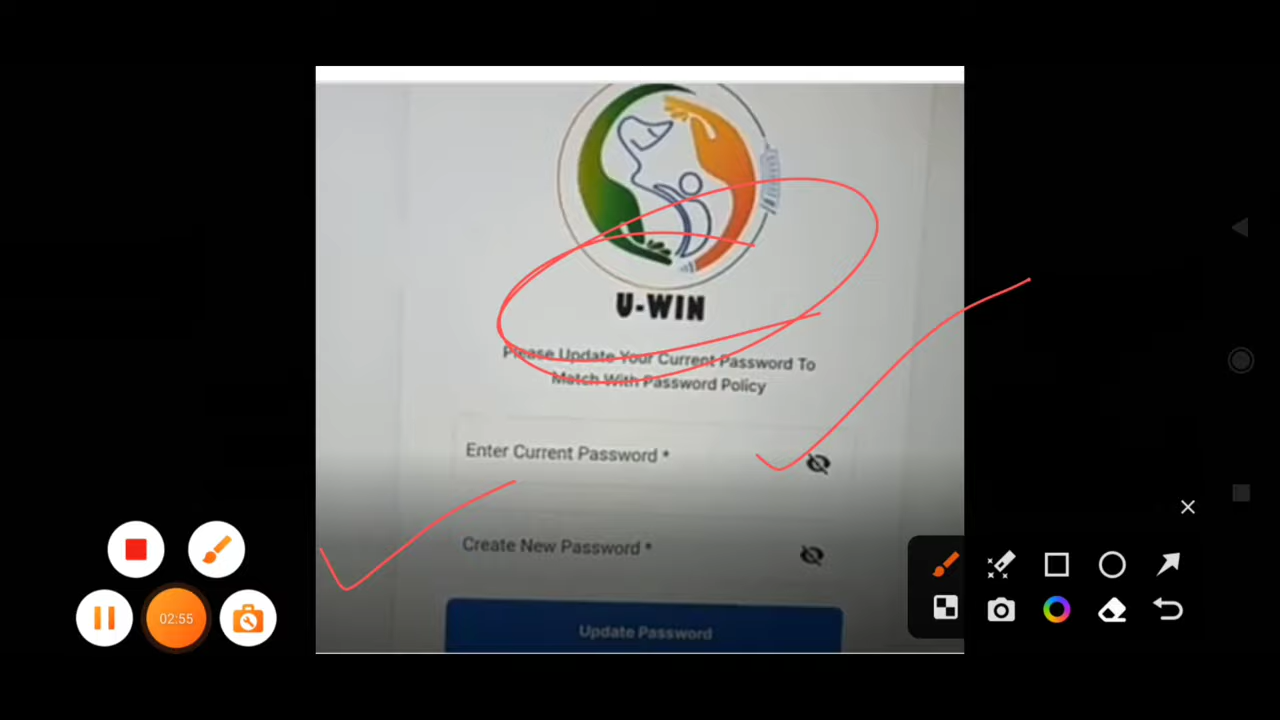 U-WIN
Please Update Your Current Password To
Match With Password Policy
Enter Current Password *
Create New Password *
Update Password
02:55